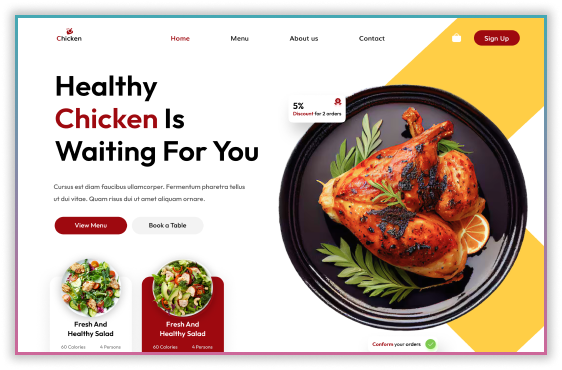 Chicken
Home
Menu
About us
Contact
Sign Up
Healthy
Chicken Is
Waiting For You
Cursus est diam faucibus ullamcorper. Fermentum pharetra tellus
ut dui vitae. Quam risus dui ut amet aliquam ornare.
View Menu
Book a Table
5%
Discount for 2 orders
Fresh And
Healthy Salad
60 Calories
4 Persons
Fresh And
Healthy Salad
60 Calories
4 Persons
Conform your orders